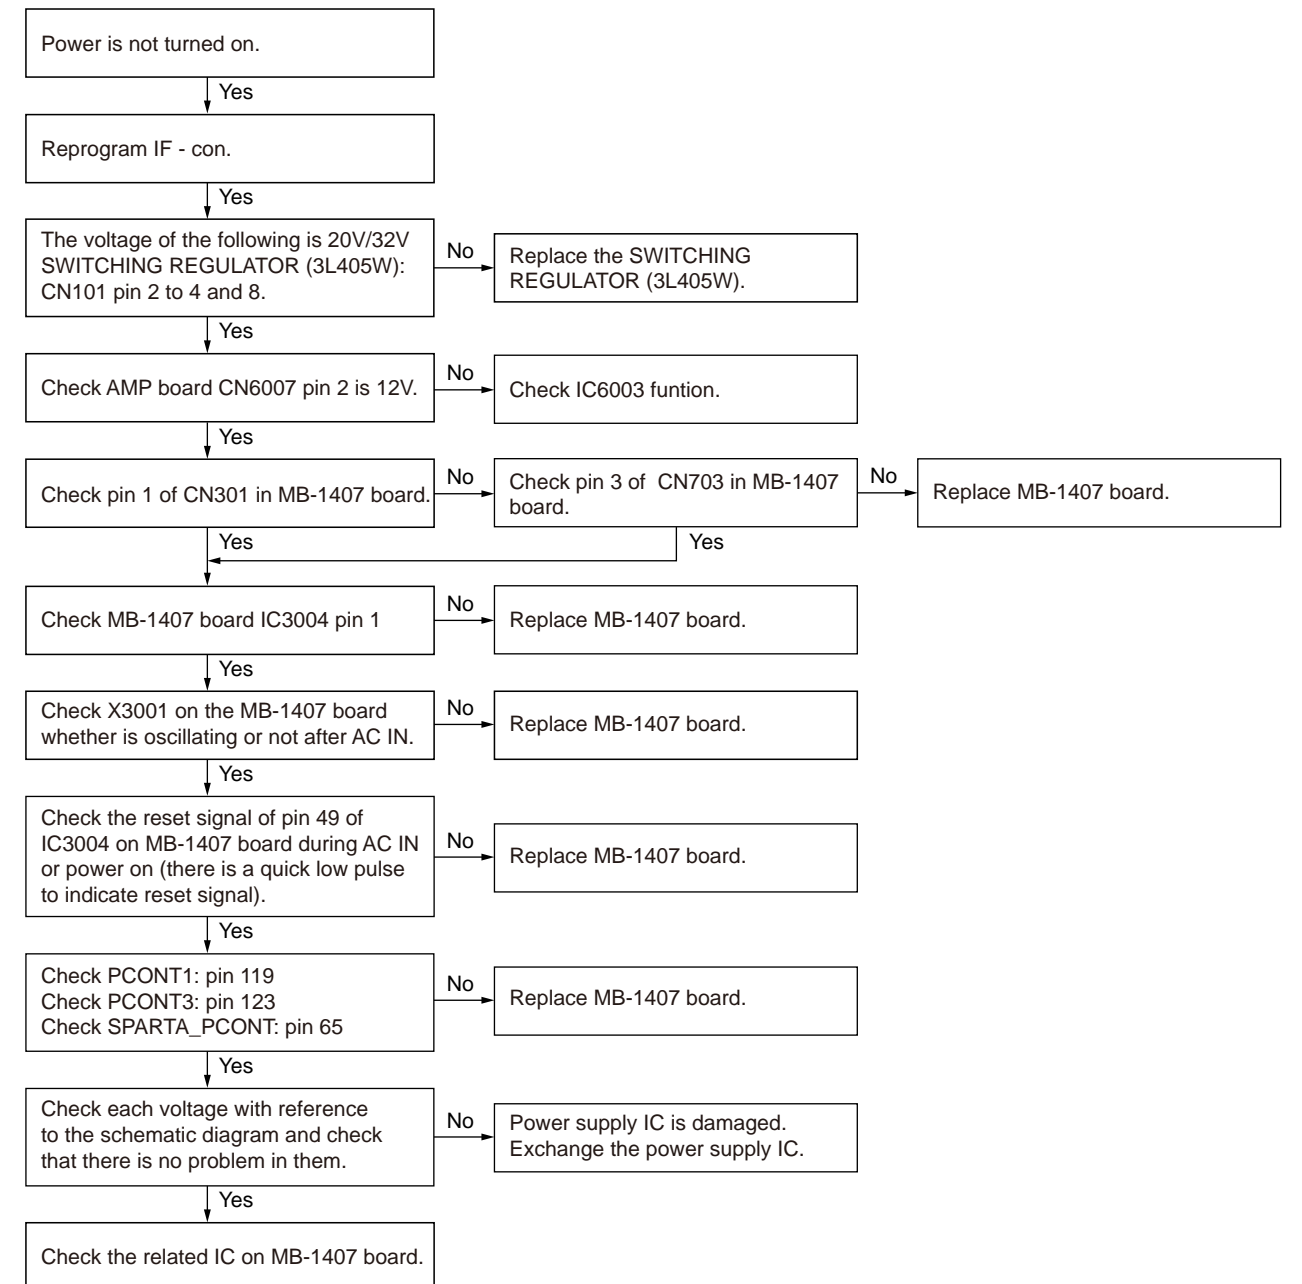 Power is not turned on.
Yes
Reprogram IF - con.
Yes
The voltage of the following is 20V/32V
SWITCHING REGULATOR (3L405W):
CN101 pin 2 to 4 and 8.
No
Replace the SWITCHING
REGULATOR (3L405W).
Yes
Check AMP board CN6007 pin 2 is 12V.
No
Check IC6003 funtion.
Yes
Check pin 1 of CN301 in MB-1407 board.
No
Check pin 3 of CN703 in MB-1407
board.
No
Replace MB-1407 board.
Yes
Yes
Check MB-1407 board IC3004 pin 1
No
Replace MB-1407 board.
Yes
Check X3001 on the MB-1407 board
whether is oscillating or not after AC IN.
No
Replace MB-1407 board.
Yes
Check the reset signal of pin 49 of
IC3004 on MB-1407 board during AC IN
or power on (there is a quick low pulse
to indicate reset signal).
No
Replace MB-1407 board.
Yes
Check PCONT1: pin 119
Check PCONT3: pin 123
Check SPARTA_PCONT: pin 65
No
Replace MB-1407 board.
Yes
Check each voltage with reference
to the schematic diagram and check
that there is no problem in them.
No
Power supply IC is damaged.
Exchange the power supply IC.
Yes
Check the related IC on MB-1407 board.